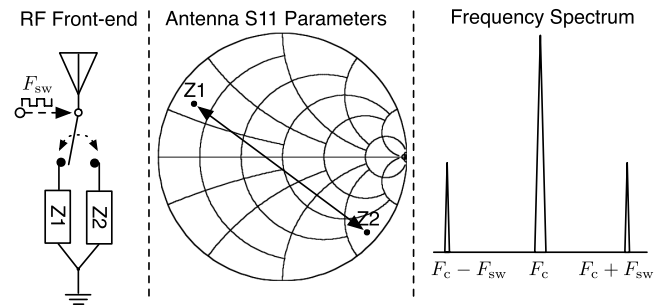 RF Front-end
Antenna S11 Parameters
Frequency Spectrum
F_sw
Z1
Z2
Z1
Z2
F_c − F_sw
F_c
F_c + F_sw